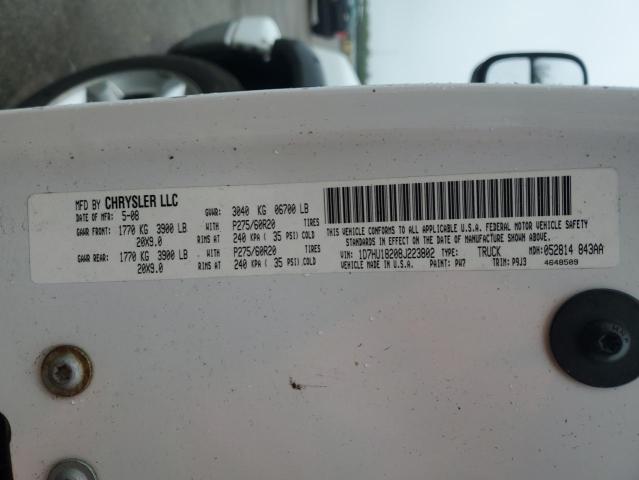 MFD BY CHRYSLER LLC
DATE OF MFR: 5-08 GVWR: 3040 KG 06700 LB
GAWR FRONT: 1770 KG 3900 LB WITH P275/60R20 TIRES
20X9.0 RIMS AT 240 KPA ( 35 PSI) COLD
GAWR REAR: 1770 KG 3900 LB WITH P275/60R20 TIRES
20X9.0 RIMS AT 240 KPA ( 35 PSI) COLD
THIS VEHICLE CONFORMS TO ALL APPLICABLE U.S.A. FEDERAL MOTOR VEHICLE SAFETY
STANDARDS IN EFFECT ON THE DATE OF MANUFACTURE SHOWN ABOVE.
VIN: 1D7HU18208J223802 TYPE: TRUCK MDH: 052814 843AA
VEHICLE MADE IN U.S.A. PAINT: PW7 TRIM: P9J3 4648509